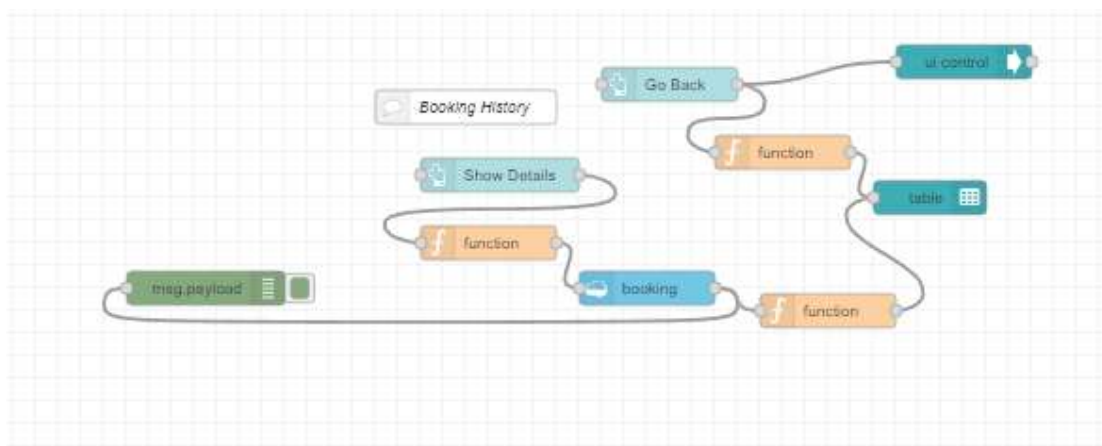 ui control
Go Back
Booking History
function
Show Details
table
function
msg.payload
booking
function